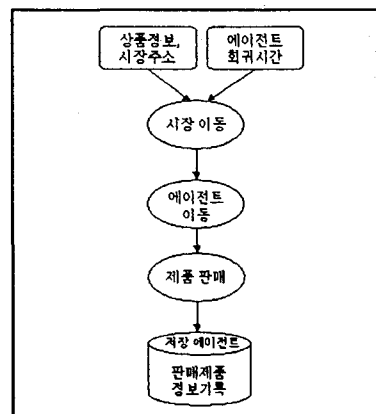 상품정보,
시장주소
에이전트
회귀시간
시장 이동
에이전트
이동
제품 판매
저장 에이전트
판매제품
정보기록